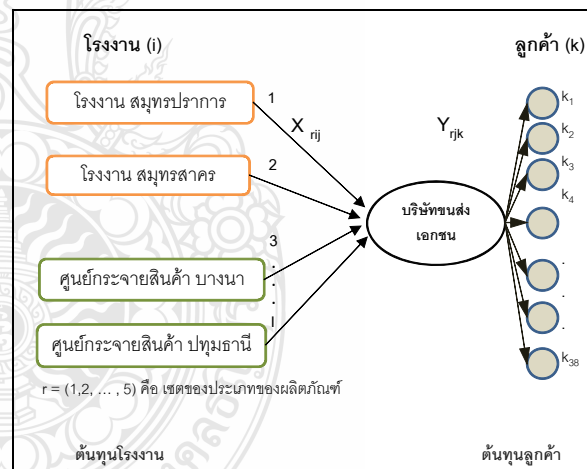 โรงงาน (i)
ลูกค้า (k)
โรงงาน สมุทรปราการ
1
X rij
Y rjk
k1
k2
k3
k4
โรงงาน สมุทรสาคร
2
บริษัทขนส่ง
เอกชน
3
.
.
.
I
ศูนย์กระจายสินค้า บางนา
ศูนย์กระจายสินค้า ปทุมธานี
.
.
.
k38
r = (1,2, ... , 5) คือ เซตของประเภทของผลิตภัณฑ์
ต้นทุนโรงงาน
ต้นทุนลูกค้า